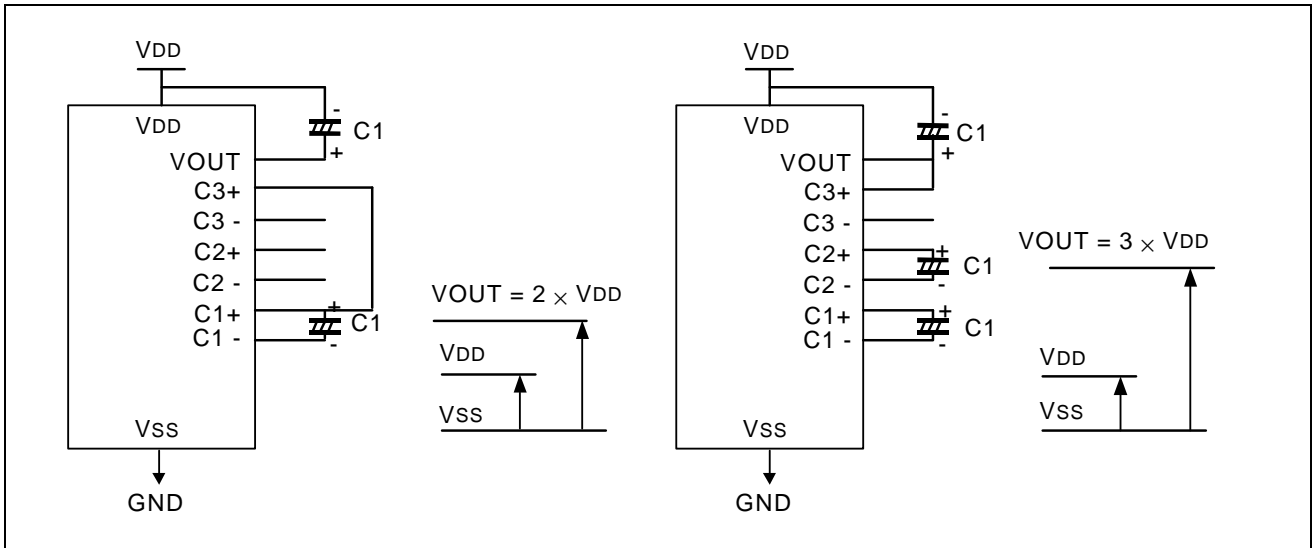 VDD
VDD
- C1
VOUT +
C3+
C3 -
C2+
C2 -
C1+ +
C1
C1 - -
VSS
GND
VOUT = 2 × VDD
VDD
VSS
VDD
VDD
- C1
VOUT +
C3+
C3 -
C2+ +
C1
C2 - -
C1+ +
C1
C1 - -
VSS
GND
VOUT = 3 × VDD
VDD
VSS